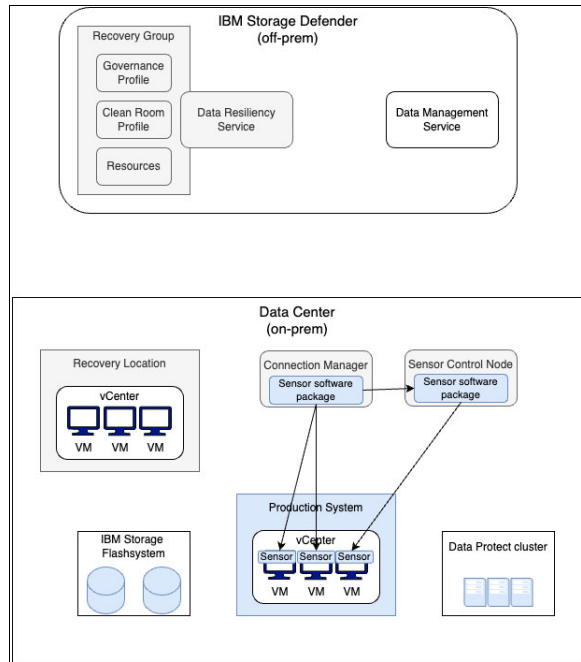 IBM Storage Defender
(off-prem)
Recovery Group
Governance
Profile
Clean Room
Profile
Resources
Data Resiliency
Service
Data Management
Service
Data Center
(on-prem)
Recovery Location
vCenter
VM VM VM
Connection Manager
Sensor software
package
Sensor Control Node
Sensor software
package
Production System
vCenter
Sensor Sensor Sensor
VM VM VM
IBM Storage
Flashsystem
Data Protect cluster